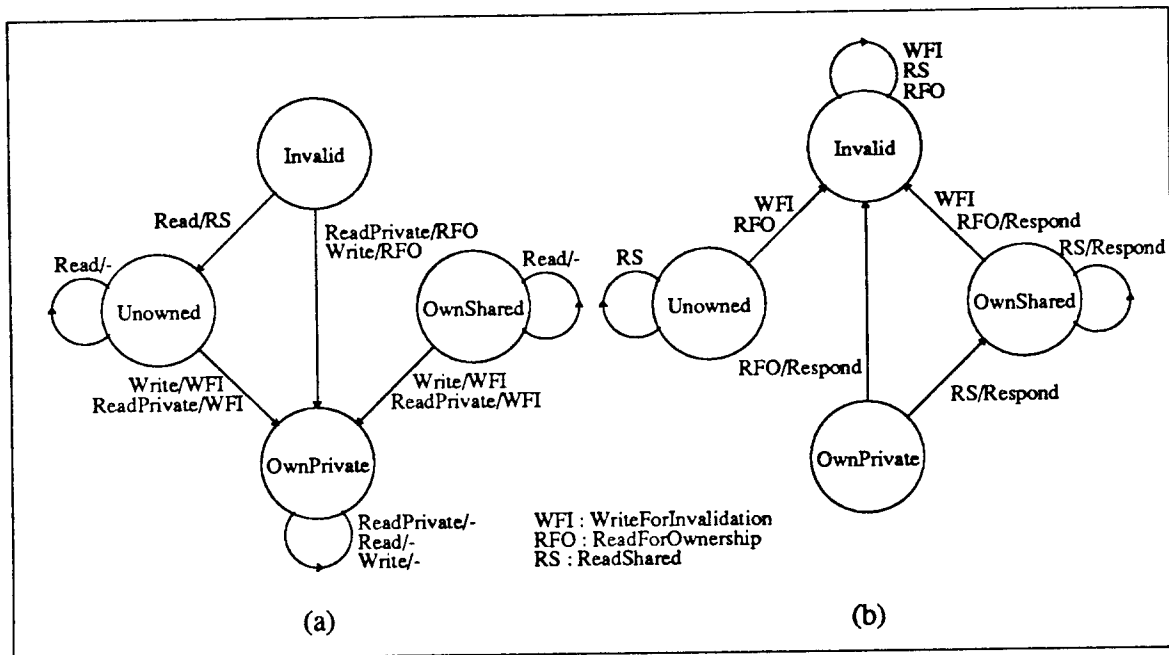 Invalid
Read/RS
ReadPrivate/RFO
Write/RFO
Read/-
Read/-
Unowned
OwnShared
Write/WFI
ReadPrivate/WFI
Write/WFI
ReadPrivate/WFI
OwnPrivate
ReadPrivate/-
Read/-
Write/-
(a)
WFI
RS
RFO
Invalid
WFI
RFO
WFI
RFO/Respond
RS
RS/Respond
Unowned
OwnShared
RFO/Respond
RS/Respond
OwnPrivate
WFI : WriteForInvalidation
RFO : ReadForOwnership
RS : ReadShared
(b)